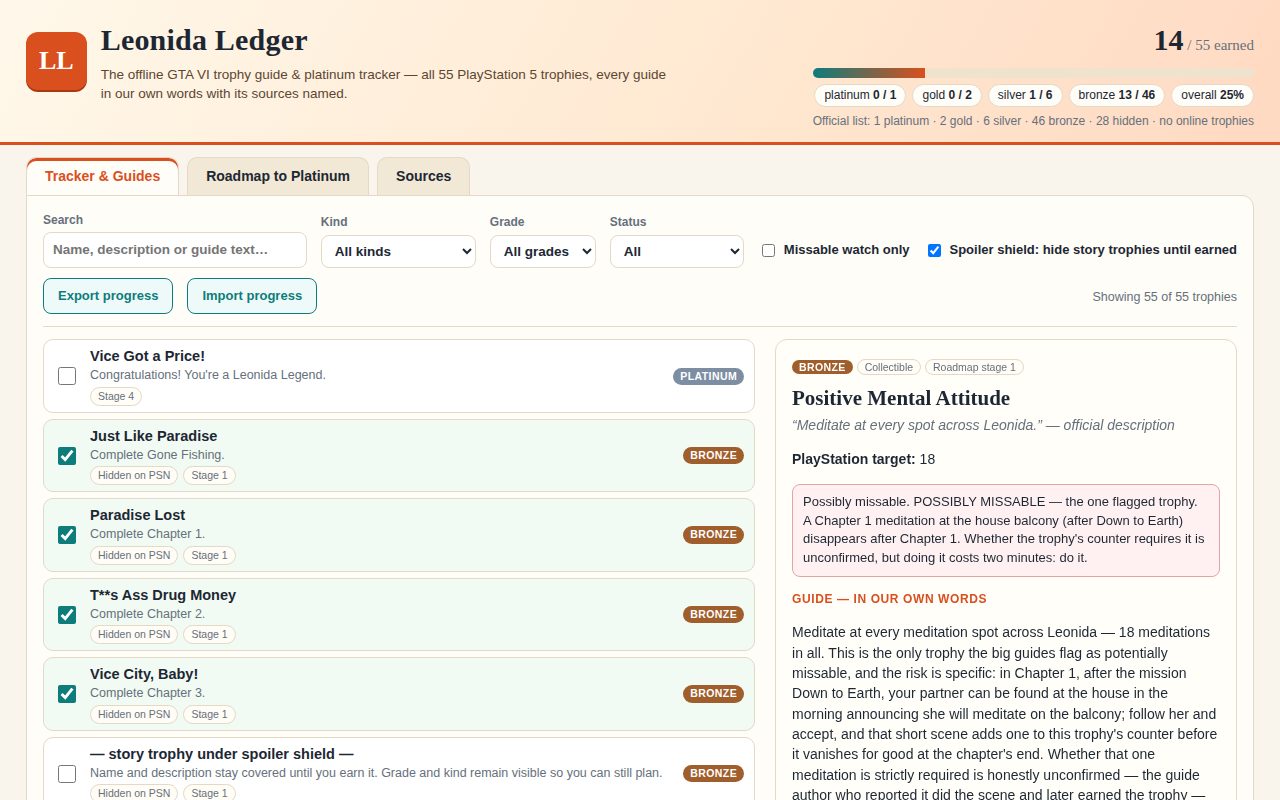 LL
Leonida Ledger
The offline GTA VI trophy guide & platinum tracker — all 55 PlayStation 5 trophies, every guide
in our own words with its sources named.
14 / 55 earned
platinum 0 / 1
gold 0 / 2
silver 1 / 6
bronze 13 / 46
overall 25%
Official list: 1 platinum · 2 gold · 6 silver · 46 bronze · 28 hidden · no online trophies
Tracker & Guides
Roadmap to Platinum
Sources
Search
Name, description or guide text…
Kind
All kinds
Grade
All grades
Status
All
Missable watch only
Spoiler shield: hide story trophies until earned
Export progress
Import progress
Showing 55 of 55 trophies
Vice Got a Price!
Congratulations! You're a Leonida Legend.
Stage 4
PLATINUM
Just Like Paradise
Complete Gone Fishing.
Hidden on PSN
Stage 1
BRONZE
Paradise Lost
Complete Chapter 1.
Hidden on PSN
Stage 1
BRONZE
T**s Ass Drug Money
Complete Chapter 2.
Hidden on PSN
Stage 1
BRONZE
Vice City, Baby!
Complete Chapter 3.
Hidden on PSN
Stage 1
BRONZE
— story trophy under spoiler shield —
Name and description stay covered until you earn it. Grade and kind remain visible so you can still plan.
Hidden on PSN
Stage 1
BRONZE
BRONZE
Collectible
Roadmap stage 1
Positive Mental Attitude
“Meditate at every spot across Leonida.” — official description
PlayStation target: 18
Possibly missable. POSSIBLY MISSABLE — the one flagged trophy.
A Chapter 1 meditation at the house balcony (after Down to Earth)
disappears after Chapter 1. Whether the trophy's counter requires it is
unconfirmed, but doing it costs two minutes: do it.
GUIDE — IN OUR OWN WORDS
Meditate at every meditation spot across Leonida — 18 meditations
in all. This is the only trophy the big guides flag as potentially
missable, and the risk is specific: in Chapter 1, after the mission
Down to Earth, your partner can be found at the house in the
morning announcing she will meditate on the balcony; follow her and
accept, and that short scene adds one to this trophy's counter before
it vanishes for good at the chapter's end. Whether that one
meditation is strictly required is honestly unconfirmed — the guide
author who reported it did the scene and later earned the trophy —